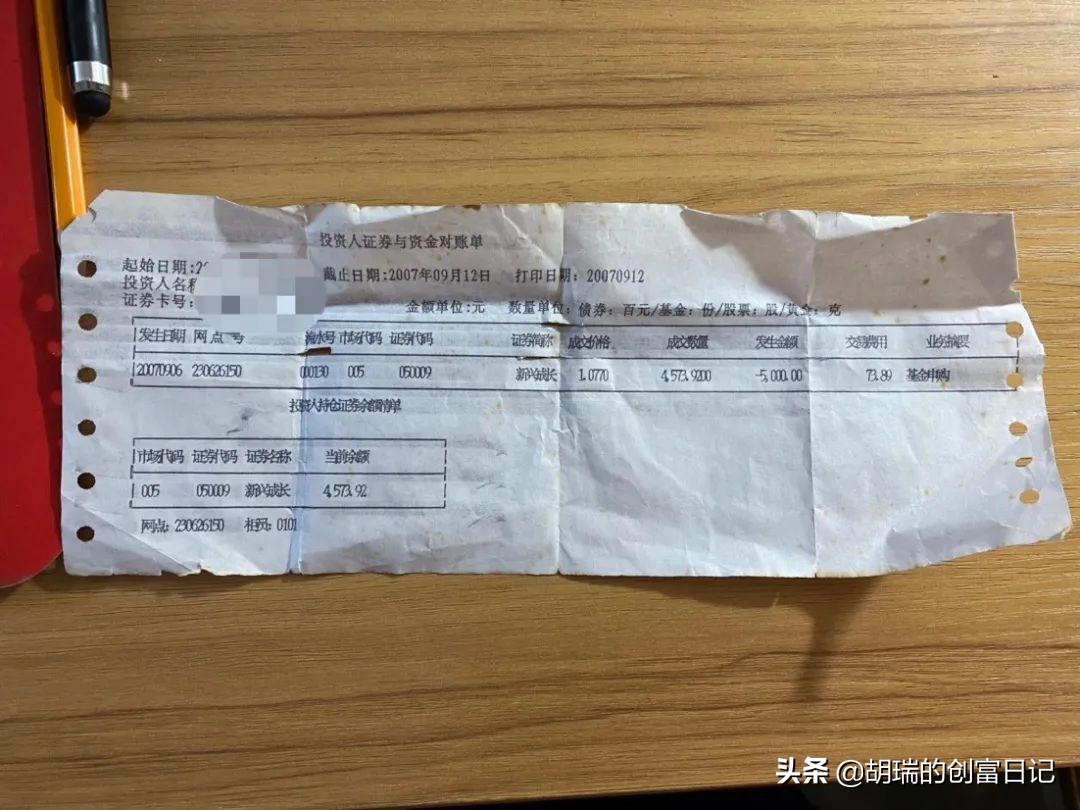 投资人证券与资金对账单
起始日期:2 截止日期:2007年09月12日 打印日期: 20070912
投资人名称
证券卡号:
金额单位:元 数量单位:债券: 百元/基金: 份/股票: 股/黄金: 克
发生日期 网点 号 流水号 市场代码 证券代码 证券简称 成交价格 成交数量 发生金额 交易费用 业务摘要
20070906 230626150 000130 005 050009 新兴成长 1.0770 4,573.9200 -5,000.00 73.89 基金申购
投资人持仓证券余额清单
市场代码 证券代码 证券名称 当前余额
005 050009 新兴成长 4,573.92
网点: 230626150 柜员: 0101
头条 @胡瑞的创富日记